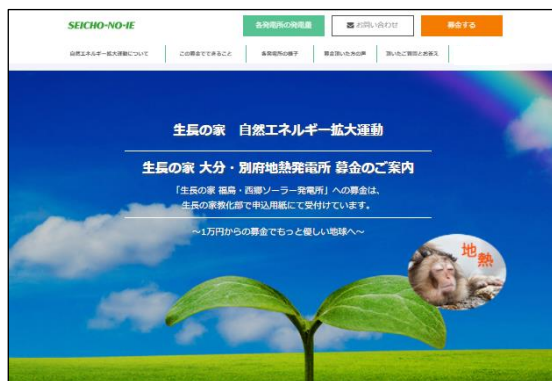 SEICHO-NO-IE
各発電所の発電量
お問い合わせ
募金する
自然エネルギー拡大運動について
この募金でできること
各発電所の様子
募金頂いた方の声
頂いたご質問とお答え
生長の家 自然エネルギー拡大運動
生長の家 大分・別府地熱発電所 募金のご案内
「生長の家 福島・西郷ソーラー発電所」への募金は、
生長の家教化部で申込用紙にて受付けています。
～1万円からの募金でもっと優しい地球へ～
地熱